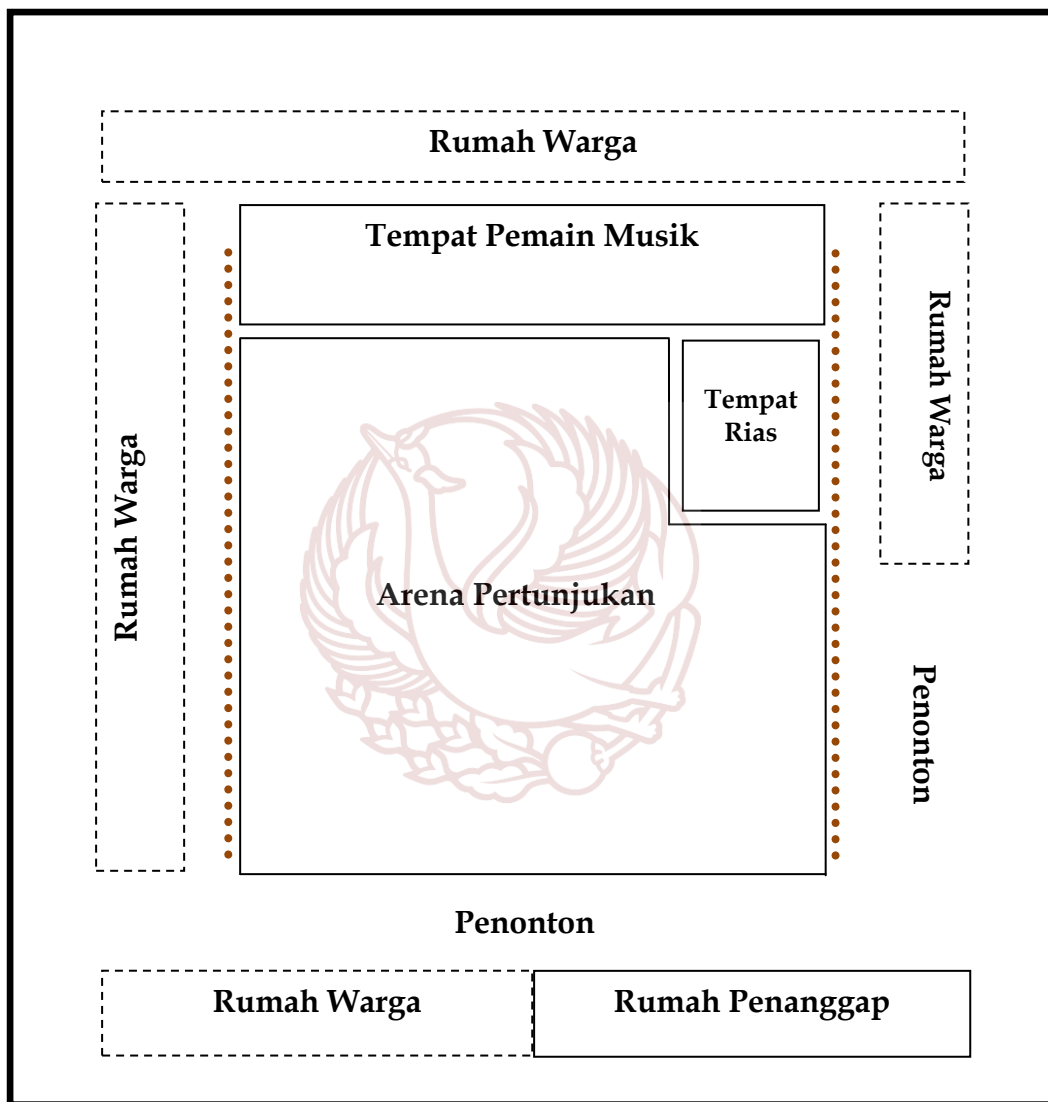 Rumah Warga
Tempat Pemain Musik
Rumah Warga
Tempat
Rias
Rumah Warga
Arena Pertunjukan
Penonton
Penonton
Rumah Warga
Rumah Penanggap